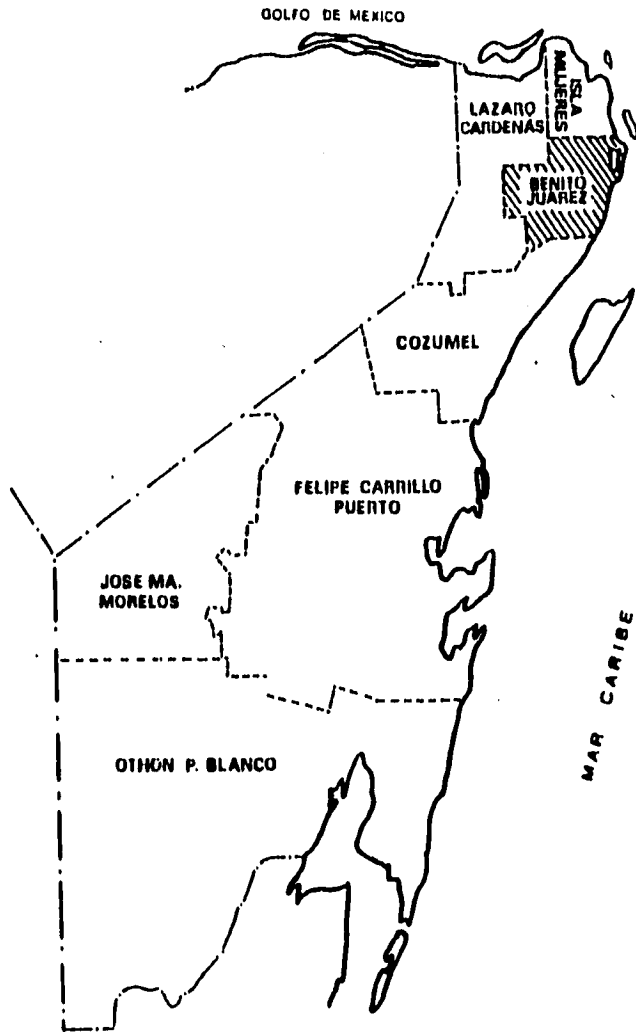 GOLFO DE MEXICO
LAZARO
CARDENAS
ISLA
MUJERES
BENITO
JUAREZ
COZUMEL
FELIPE CARRILLO
PUERTO
JOSE MA.
MORELOS
MAR CARIBE
OTHON P. BLANCO